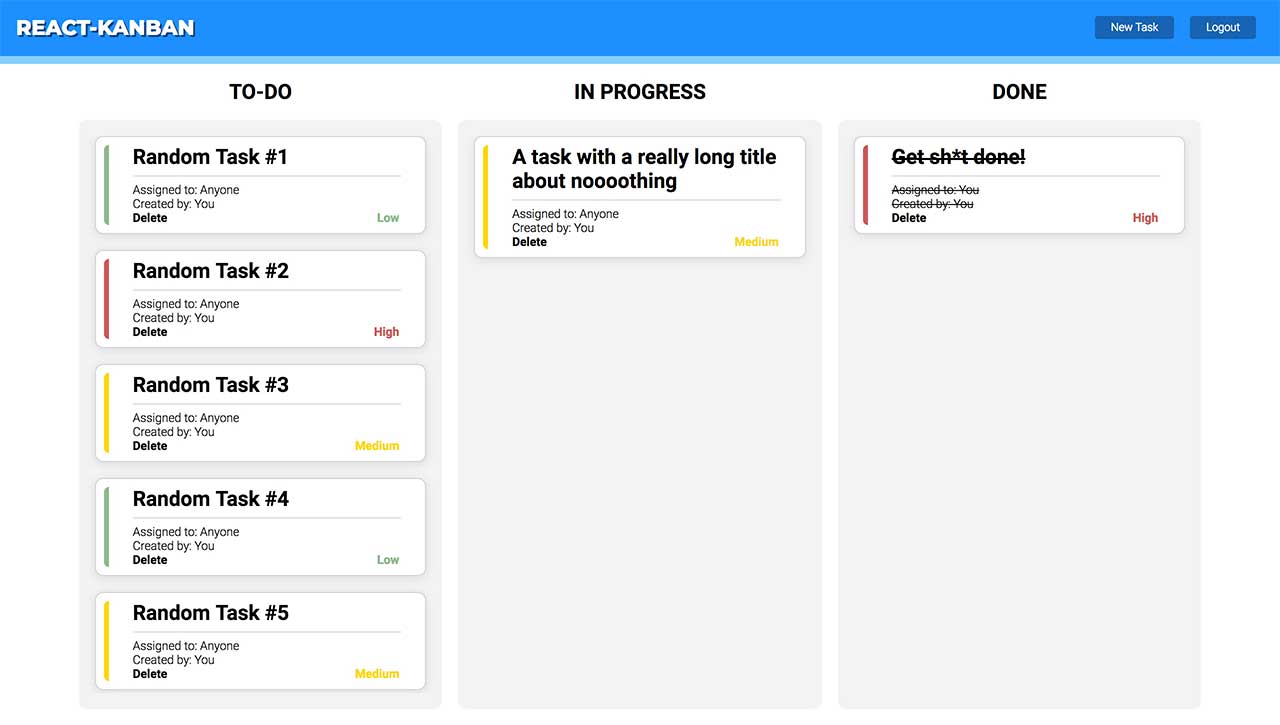 REACT-KANBAN
New Task
Logout
TO-DO
Random Task #1
Assigned to: Anyone
Created by: You
Delete
Low
Random Task #2
Assigned to: Anyone
Created by: You
Delete
High
Random Task #3
Assigned to: Anyone
Created by: You
Delete
Medium
Random Task #4
Assigned to: Anyone
Created by: You
Delete
Low
Random Task #5
Assigned to: Anyone
Created by: You
Delete
Medium
IN PROGRESS
A task with a really long title
about noooothing
Assigned to: Anyone
Created by: You
Delete
Medium
DONE
Get sh*t done!
Assigned to: You
Created by: You
Delete
High